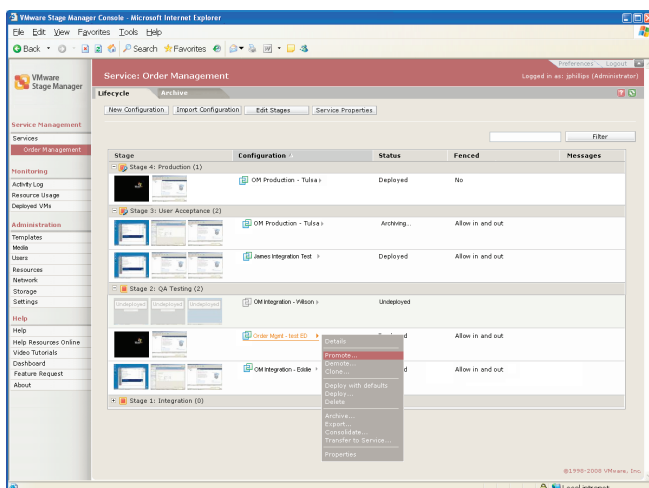 VMware Stage Manager Console - Microsoft Internet Explorer
File Edit View Favorites Tools Help
Back Search Favorites
Preferences Logout
VMware
Stage Manager
Service: Order Management
Logged in as: jphillips (Administrator)
Lifecycle Archive
New Configuration Import Configuration Edit Stages Service Properties
Service Management
Services
Order Management
Monitoring
Activity Log
Resource Usage
Deployed VMs
Administration
Templates
Media
Users
Resources
Network
Storage
Settings
Help
Help
Help Resources Online
Video Tutorials
Dashboard
Feature Request
About
Filter
Stage Configuration Status Fenced Messages
Stage 4: Production (1)
OM Production - Tulsa Deployed No
Stage 3: User Acceptance (2)
OM Production - Tulsa Archiving... Allow in and out
James Integration Test Deployed Allow in and out
Stage 2: QA Testing (2)
Undeployed Undeployed Undeployed
OM Integration - Wilson Undeployed
Order Mgmt - test ED Allow in and out
OM Integration - Eddie Allow in and out
Stage 1: Integration (0)
Details
Promote...
Demote...
Clone...
Deploy with defaults
Deploy...
Delete
Archive...
Export...
Consolidate...
Transfer to Service...
Properties
©1998-2008 VMware, Inc.
Local intranet